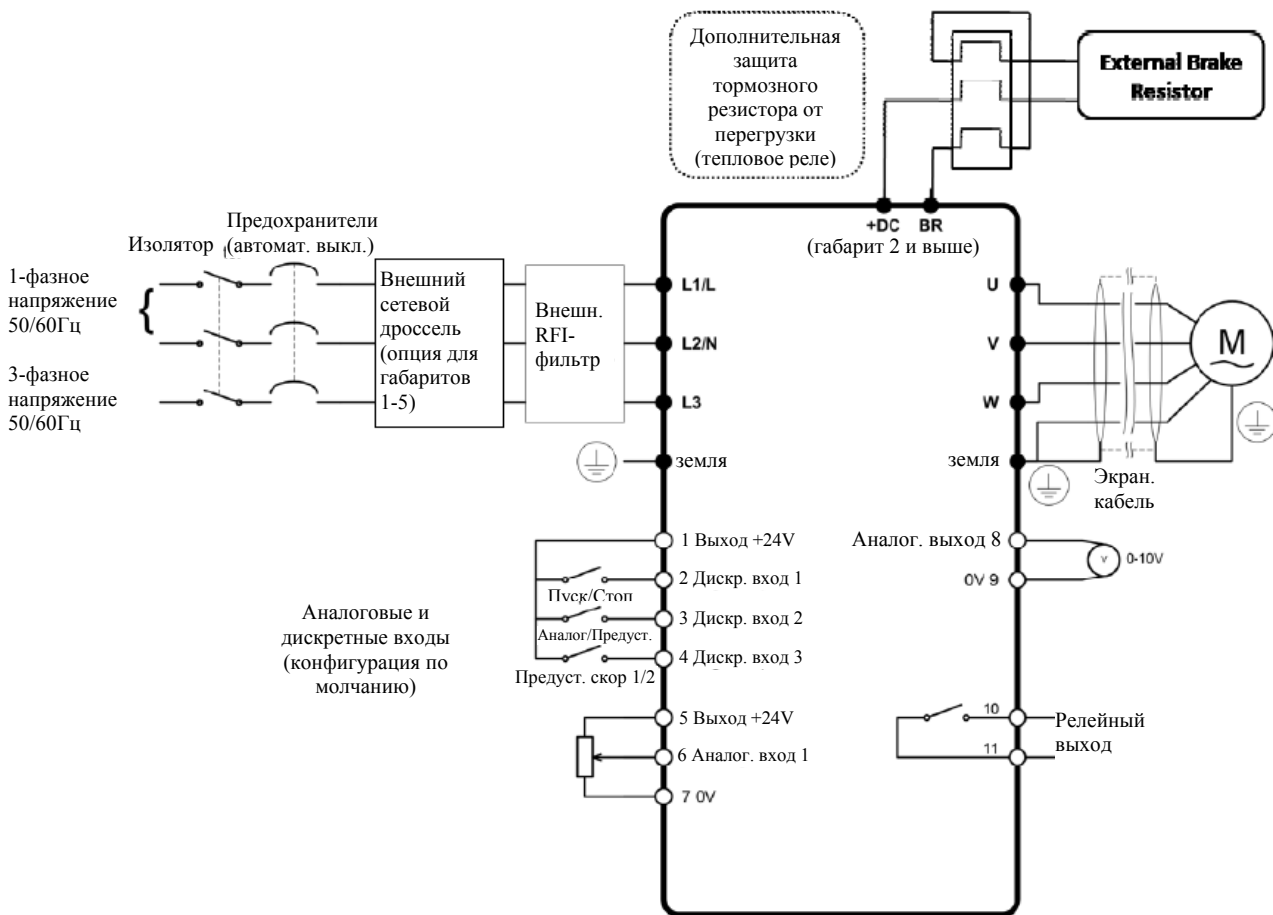 Дополнительная
защита
тормозного
резистора от
перегрузки
(тепловое реле)
External Brake
Resistor
+DC BR
(габарит 2 и выше)
Предохранители
Изолятор (автомат. выкл.)
1-фазное
напряжение
50/60Гц
{
3-фазное
напряжение
50/60Гц
Внешний
сетевой
дроссель
(опция для
габаритов
1-5)
Внешн.
RFI-
фильтр
L1/L
L2/N
L3
земля
U
V
W
земля
M
Экран.
кабель
Аналоговые и
дискретные входы
(конфигурация по
молчанию)
1 Выход +24V
2 Дискр. вход 1
Пуск/Стоп
3 Дискр. вход 2
Аналог/Предуст.
4 Дискр. вход 3
Предуст. скор 1/2
5 Выход +24V
6 Аналог. вход 1
7 0V
Аналог. выход 8
V
0-10V
0V 9
10
11
Релейный
выход